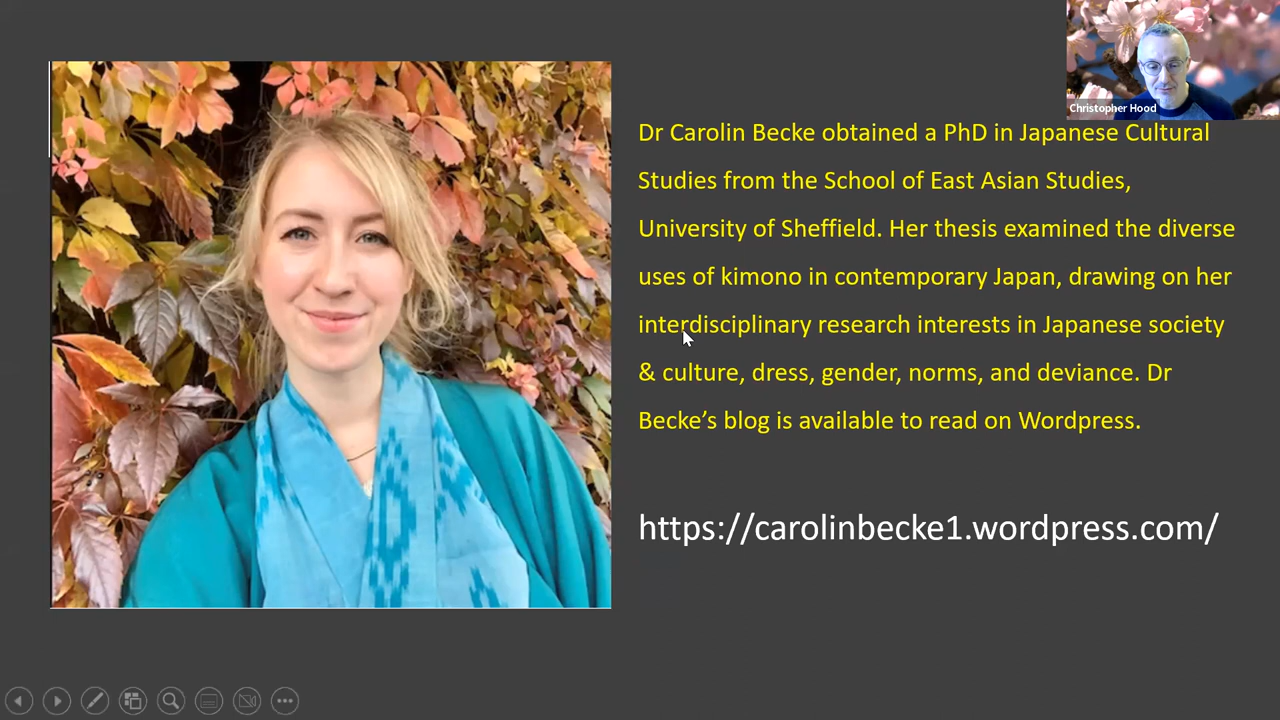 Christopher Hood
Dr Carolin Becke obtained a PhD in Japanese Cultural
Studies from the School of East Asian Studies,
University of Sheffield. Her thesis examined the diverse
uses of kimono in contemporary Japan, drawing on her
interdisciplinary research interests in Japanese society
& culture, dress, gender, norms, and deviance. Dr
Becke’s blog is available to read on Wordpress.
https://carolinbecke1.wordpress.com/